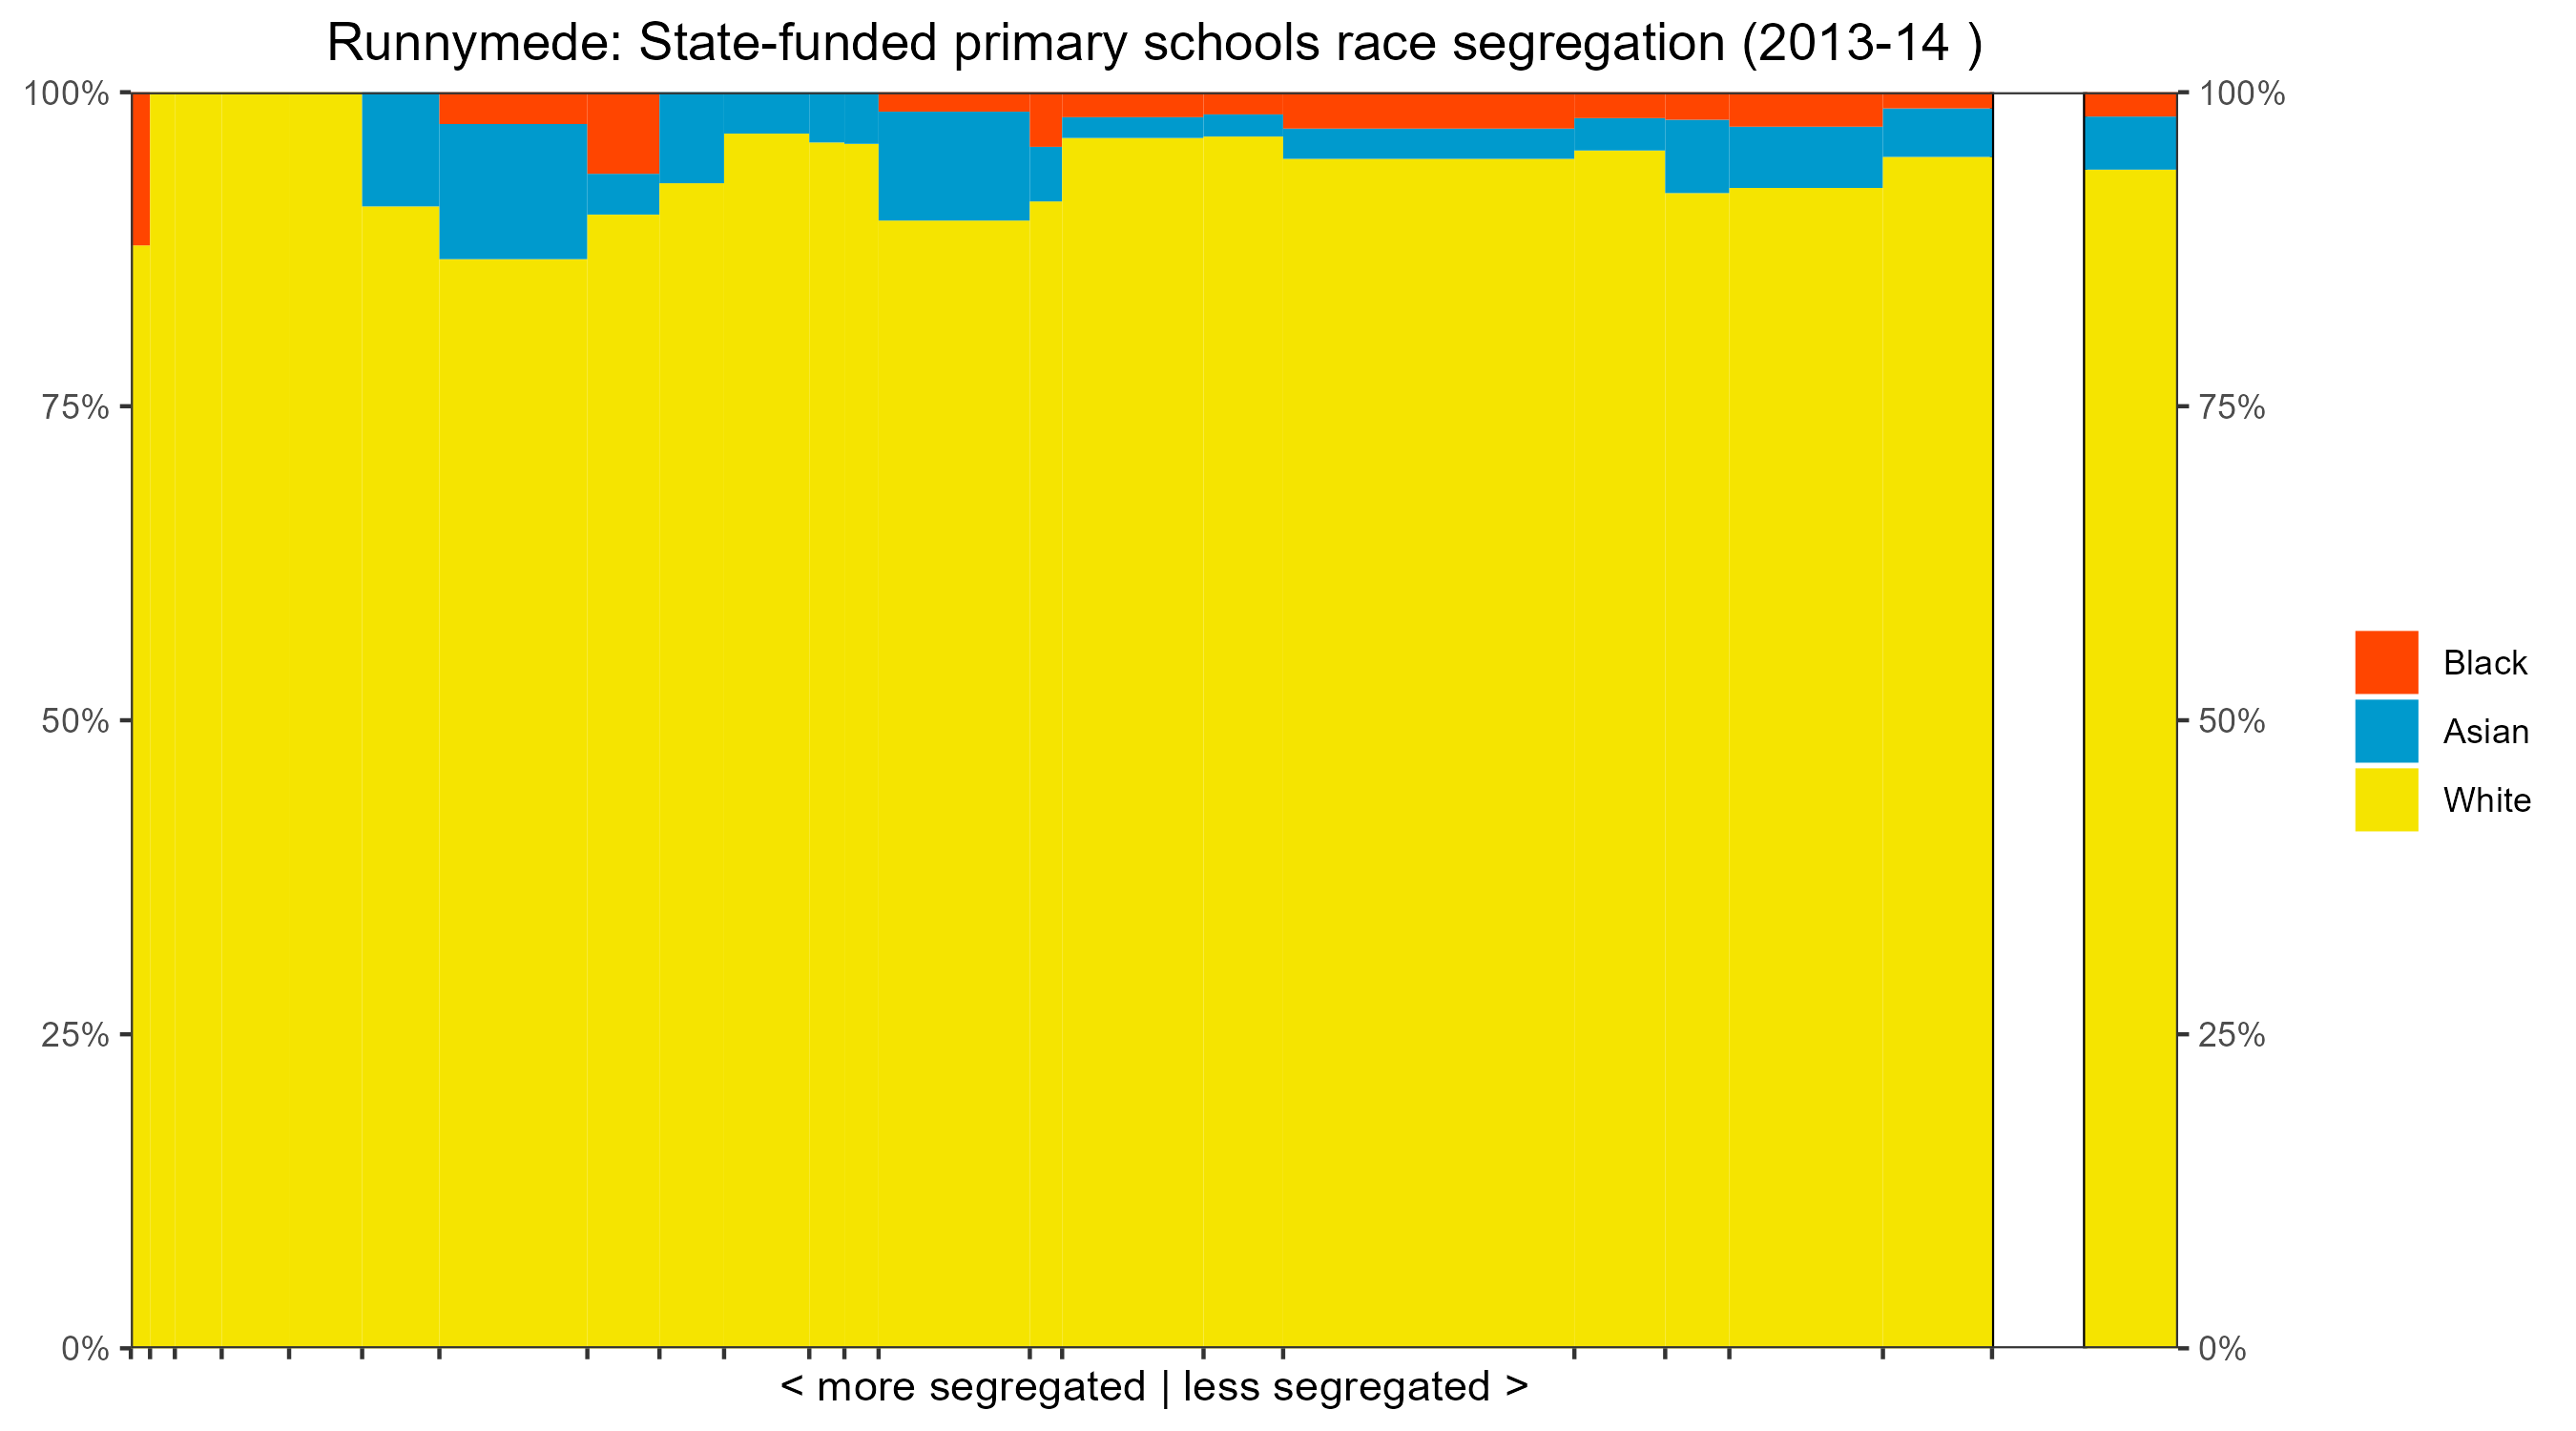 Runnymede: State-funded primary schools race segregation (2013-14 )
100%
75%
50%
25%
0%
100%
75%
50%
25%
0%
Black
Asian
White
< more segregated | less segregated >